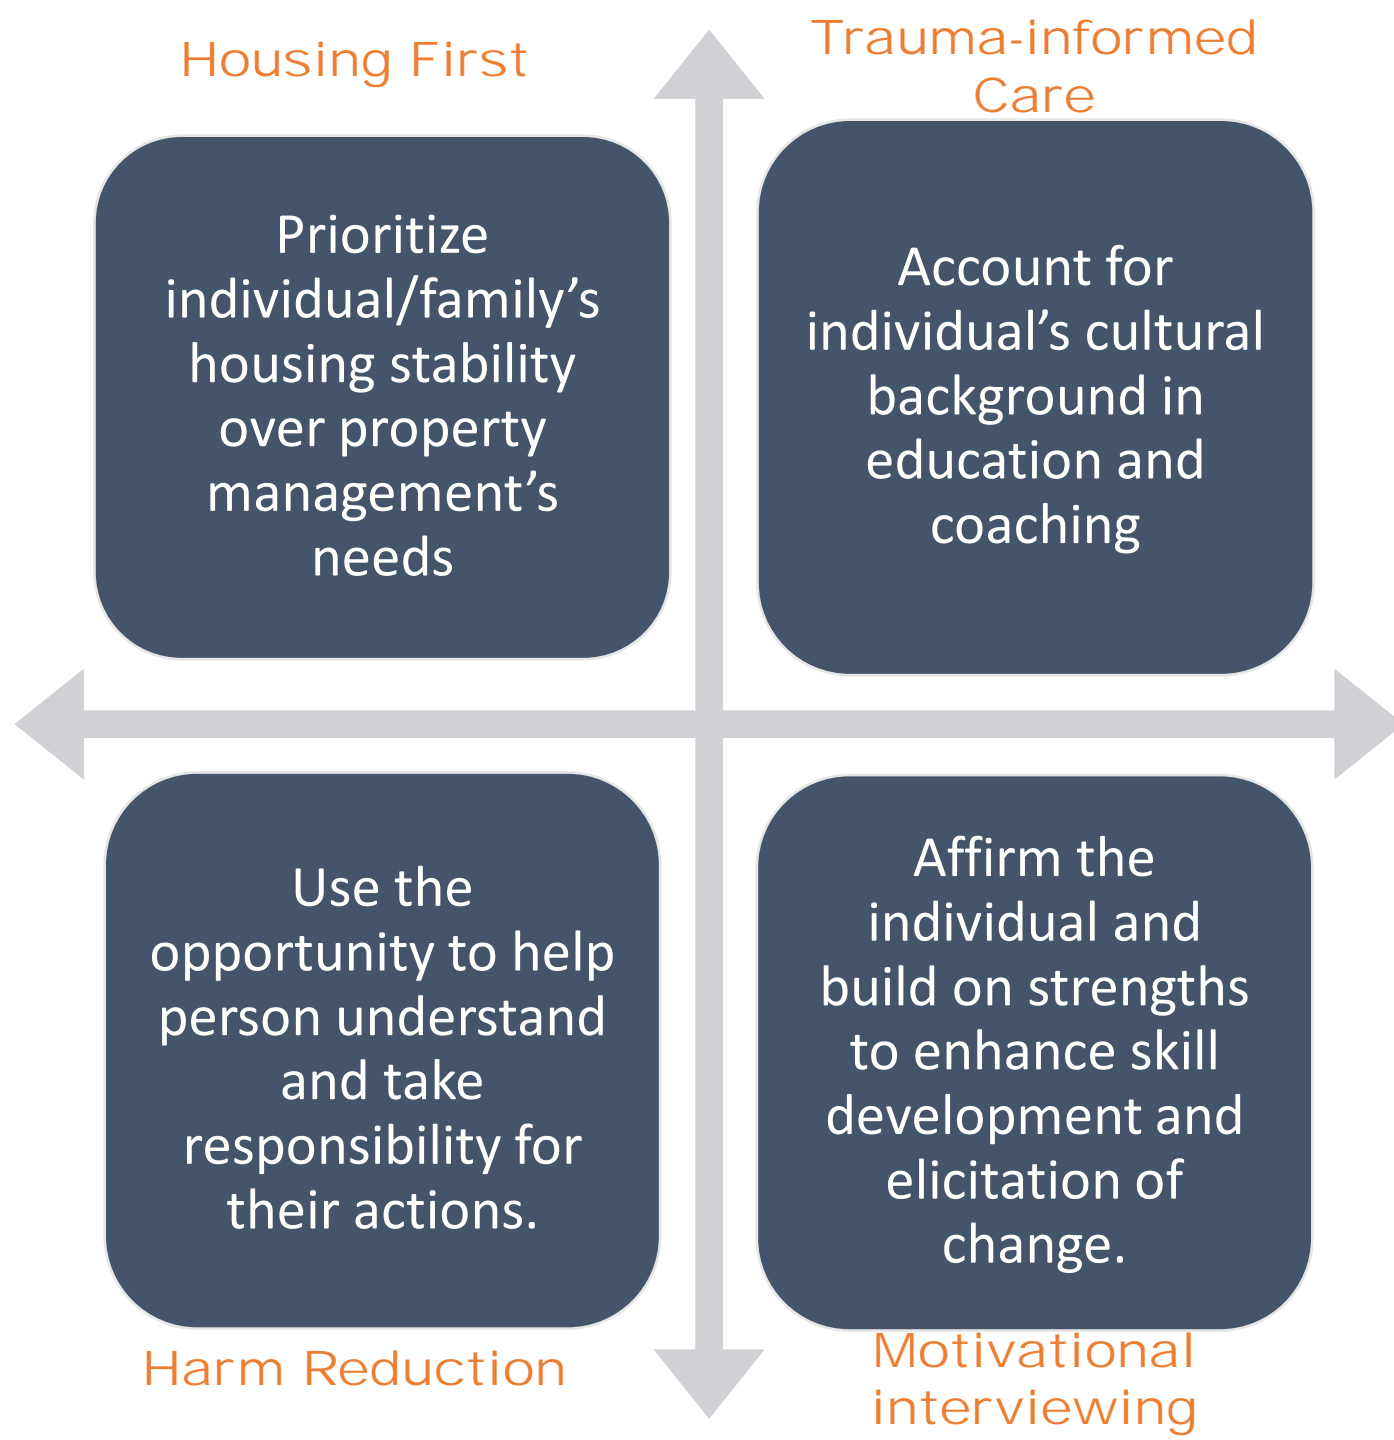 Housing First
Prioritize
individual/family’s
housing stability
over property
management’s
needs
Trauma-informed
Care
Account for
individual’s cultural
background in
education and
coaching
Use the
opportunity to help
person understand
and take
responsibility for
their actions.
Harm Reduction
Affirm the
individual and
build on strengths
to enhance skill
development and
elicitation of
change.
Motivational
interviewing